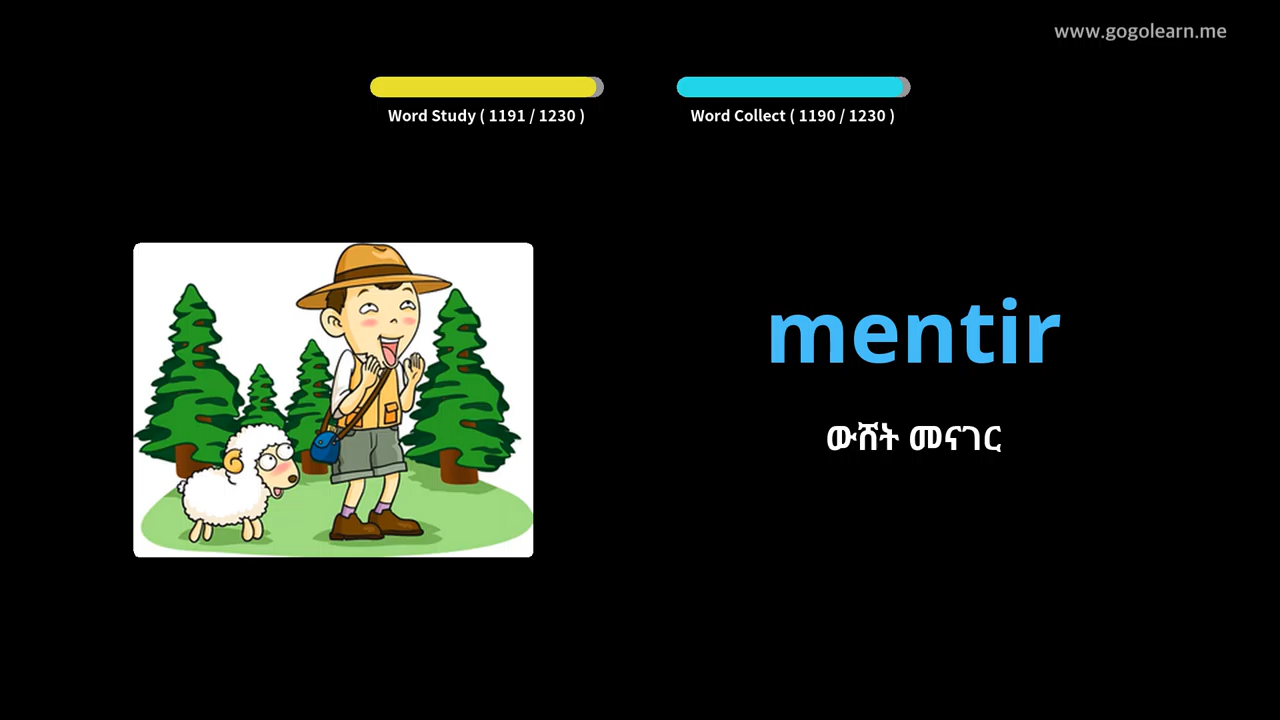 www.gogolearn.me
Word Study ( 1191 / 1230 )
Word Collect ( 1190 / 1230 )
mentir
ውሸት መናገር